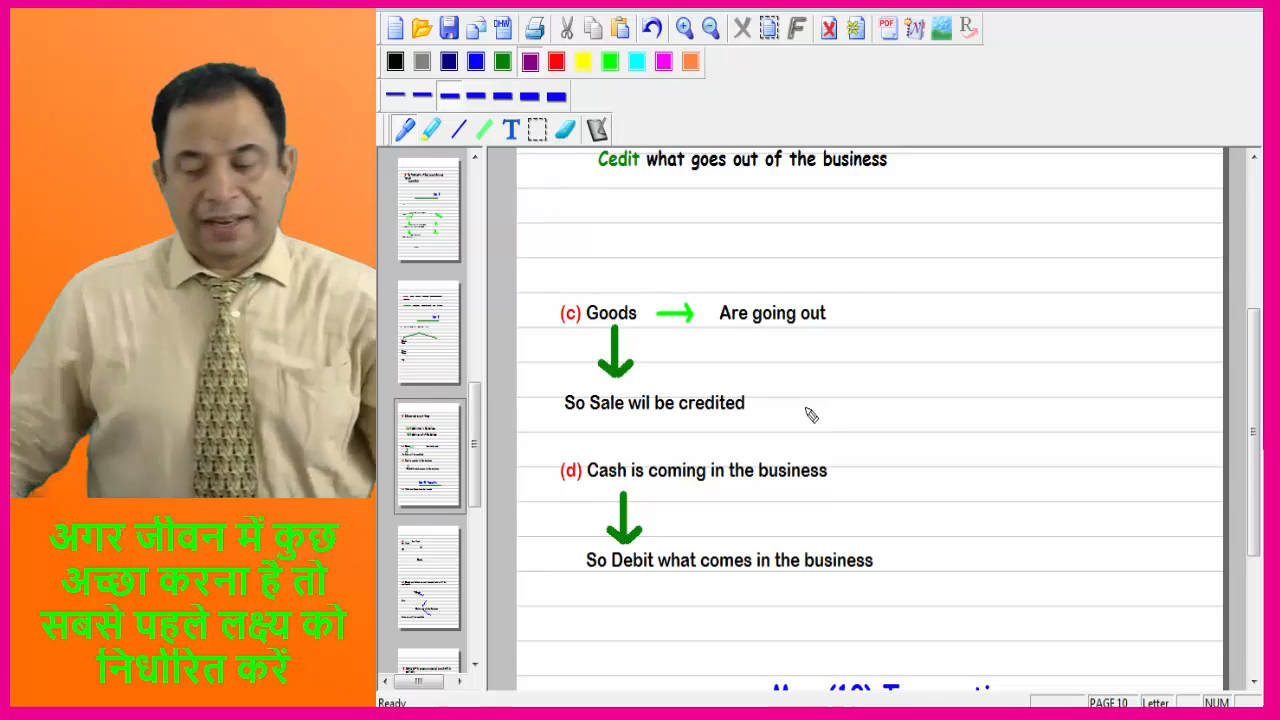 DHW
F
PDF
T
Cedit what goes out of the business
(c) Goods → Are going out
So Sale wil be credited
(d) Cash is coming in the business
So Debit what comes in the business
Ready
PAGE 10
Letter
NUM
अगर जीवन में कुछ
अच्छा करना है तो
सबसे पहले लक्ष्य को
निर्धारित करें